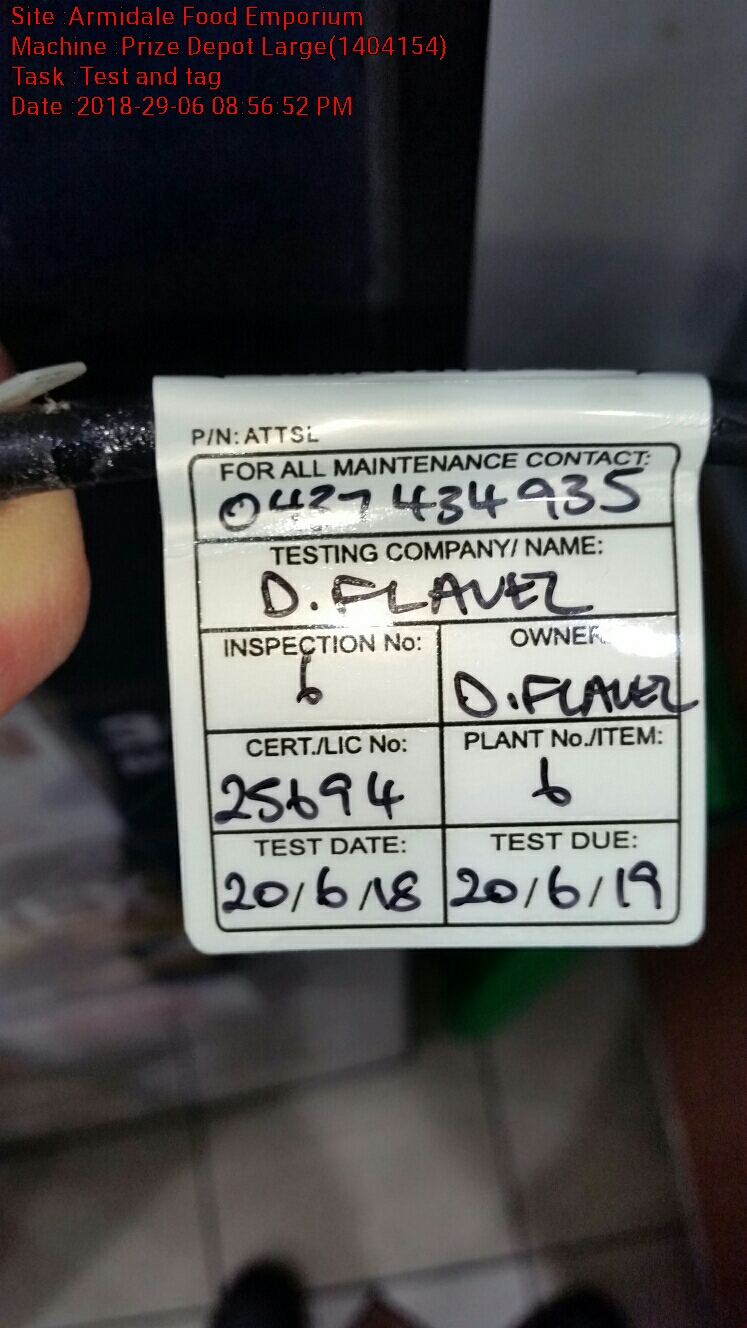 Site :Armidale Food Emporium
Machine :Prize Depot Large(1404154)
Task : Test and tag
Date :2018-29-06 08:56:52 PM
P/N: ATTSL
FOR ALL MAINTENANCE CONTACT:
0427 434 935
TESTING COMPANY/ NAME:
D. FLAVEL
INSPECTION No:
6
OWNER
D. FLAVEL
CERT./LIC No:
25694
PLANT No./ITEM:
6
TEST DATE:
20/6/18
TEST DUE:
20/6/19